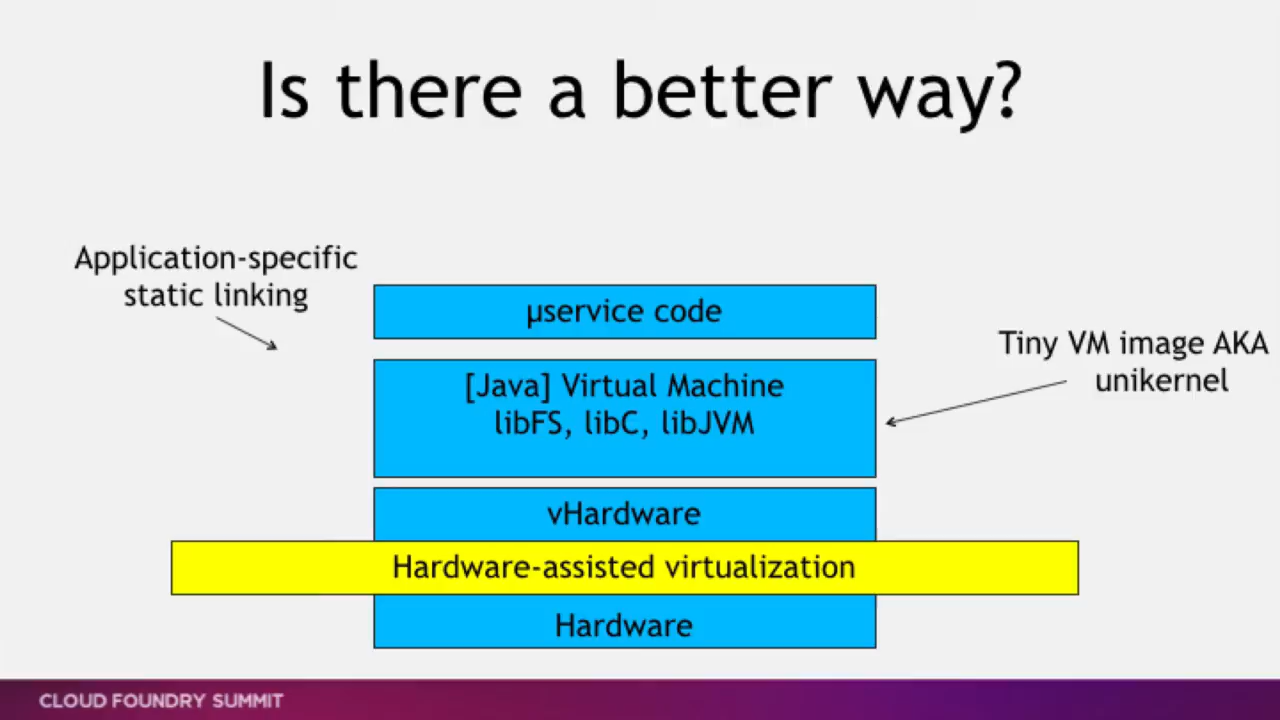 Is there a better way?
Application-specific
static linking
µservice code
Tiny VM image AKA
unikernel
[Java] Virtual Machine
libFS, libC, libJVM
vHardware
Hardware-assisted virtualization
Hardware
CLOUD FOUNDRY SUMMIT